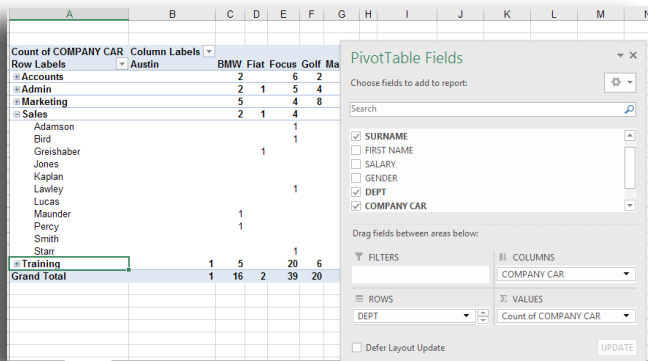 A B C D E F G H I J K L M
Count of COMPANY CAR Column Labels
Row Labels Austin BMW Fiat Focus Golf Ma
Accounts 2 6 2
Admin 2 1 5 4
Marketing 5 4 8
Sales 2 1 4
Adamson 1
Bird 1
Greishaber 1
Jones
Kaplan
Lawley 1
Lucas
Maunder 1
Percy 1
Smith
Starr 1
Training 1 5 20 6
Grand Total 1 16 2 39 20
PivotTable Fields
Choose fields to add to report:
Search
SURNAME
FIRST NAME
SALARY
GENDER
DEPT
COMPANY CAR
Drag fields between areas below:
FILTERS
COLUMNS
COMPANY CAR
ROWS
DEPT
Σ VALUES
Count of COMPANY CAR
Defer Layout Update
UPDATE